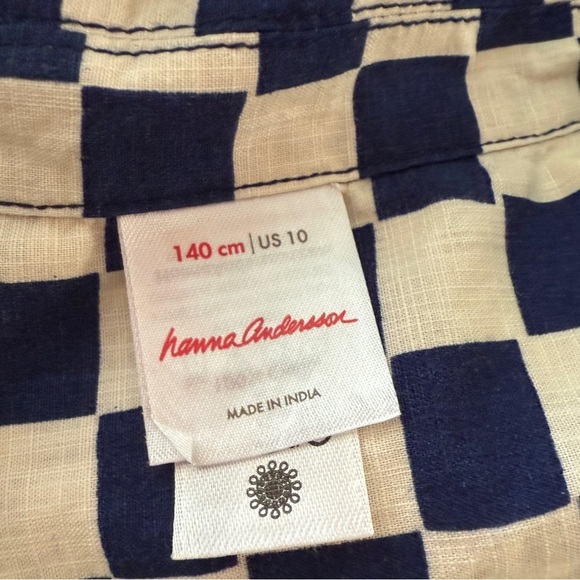 140 cm | US 10
hanna andersson
MADE IN INDIA